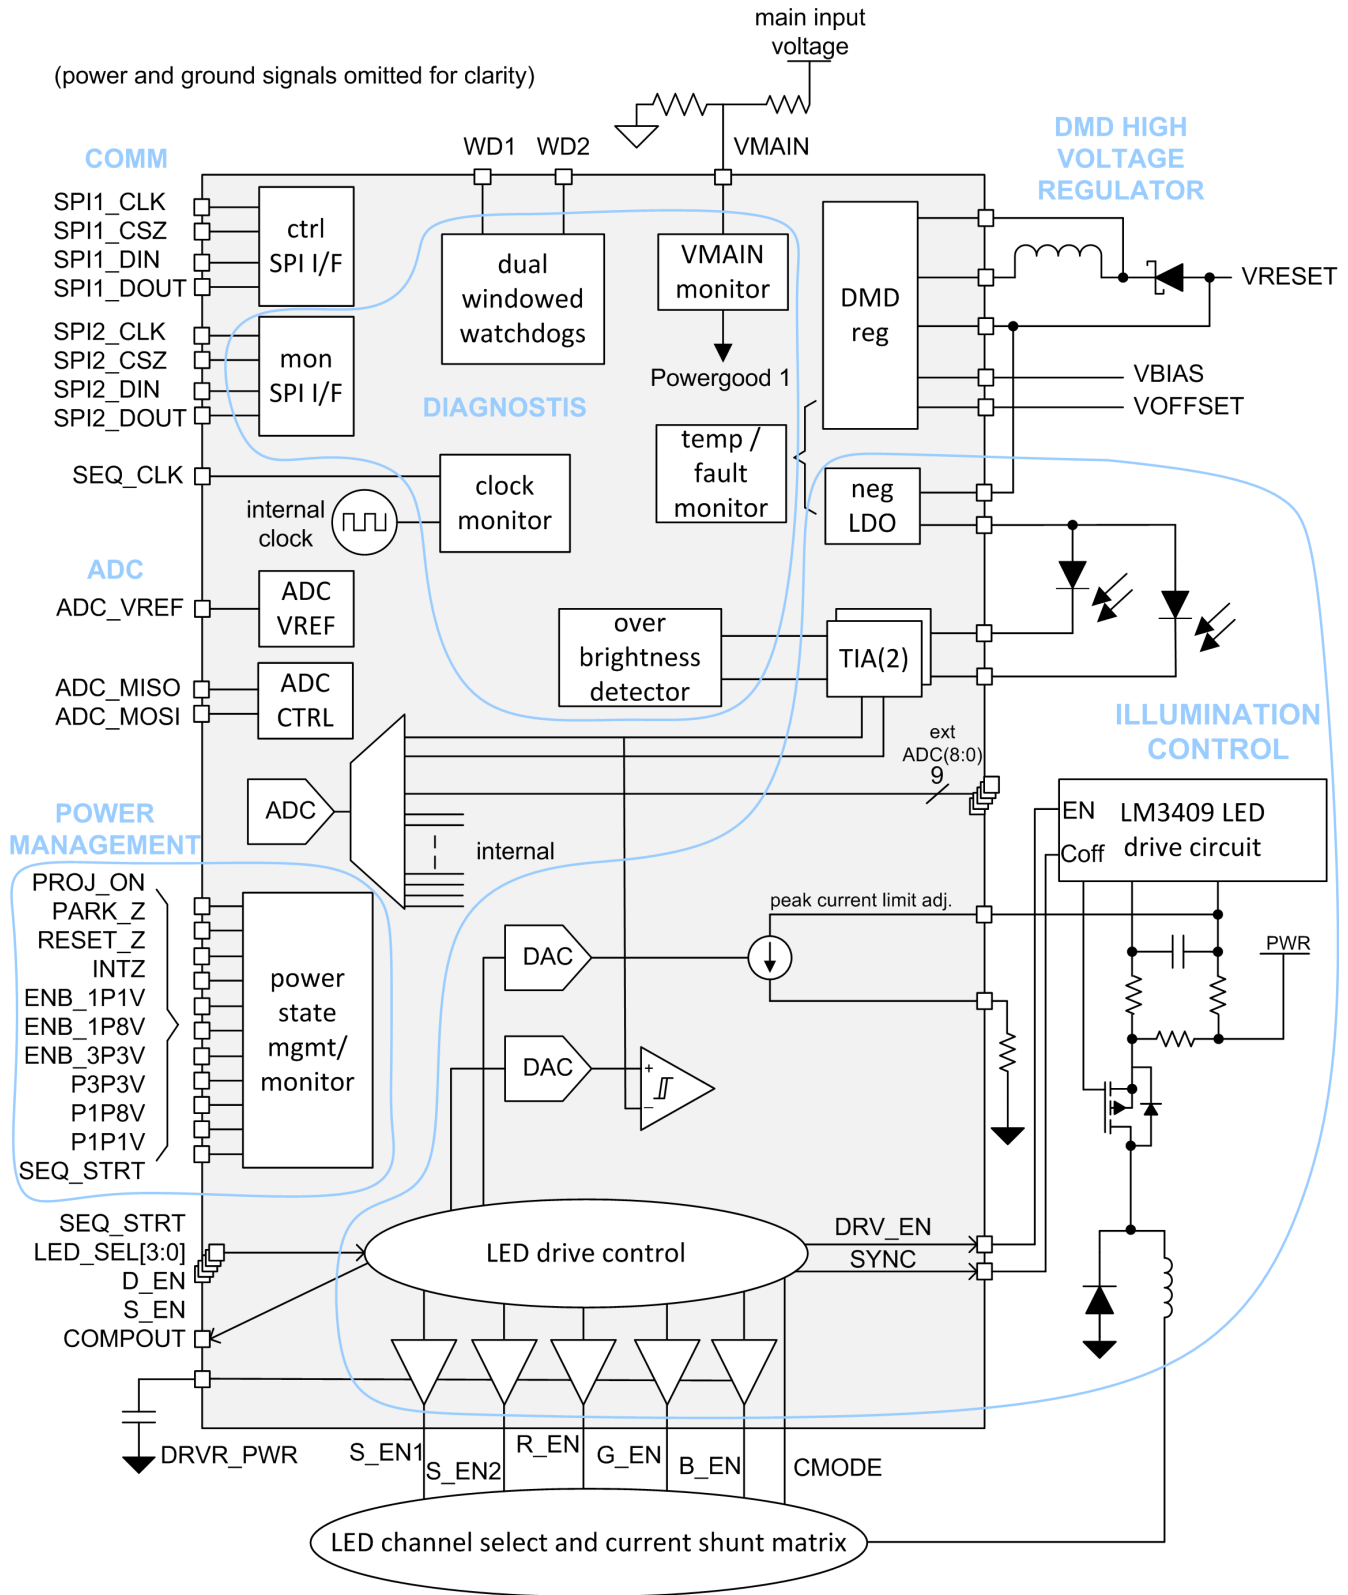 main input
voltage
(power and ground signals omitted for clarity)
DMD HIGH
VOLTAGE
REGULATOR
COMM
WD1
WD2
VMAIN
SPI1_CLK
SPI1_CSZ
SPI1_DIN
SPI1_DOUT
ctrl
SPI I/F
SPI2_CLK
SPI2_CSZ
SPI2_DIN
SPI2_DOUT
mon
SPI I/F
dual
windowed
watchdogs
VMAIN
monitor
Powergood 1
DMD
reg
VRESET
VBIAS
VOFFSET
DIAGNOSTIS
temp /
fault
monitor
neg
LDO
SEQ_CLK
clock
monitor
internal
clock
ADC
ADC_VREF
ADC
VREF
ADC_MISO
ADC_MOSI
ADC
CTRL
over
brightness
detector
TIA(2)
ext
ADC(8:0)
9
ILLUMINATION
CONTROL
ADC
internal
EN
Coff
LM3409 LED
drive circuit
POWER
MANAGEMENT
PROJ_ON
PARK_Z
RESET_Z
INTZ
ENB_1P1V
ENB_1P8V
ENB_3P3V
P3P3V
P1P8V
P1P1V
SEQ_STRT
power
state
mgmt/
monitor
peak current limit adj.
DAC
PWR
DAC
+
−
SEQ_STRT
LED_SEL[3:0]
D_EN
S_EN
COMPOUT
LED drive control
DRV_EN
SYNC
DRVR_PWR
S_EN1
S_EN2
R_EN
G_EN
B_EN
CMODE
LED channel select and current shunt matrix